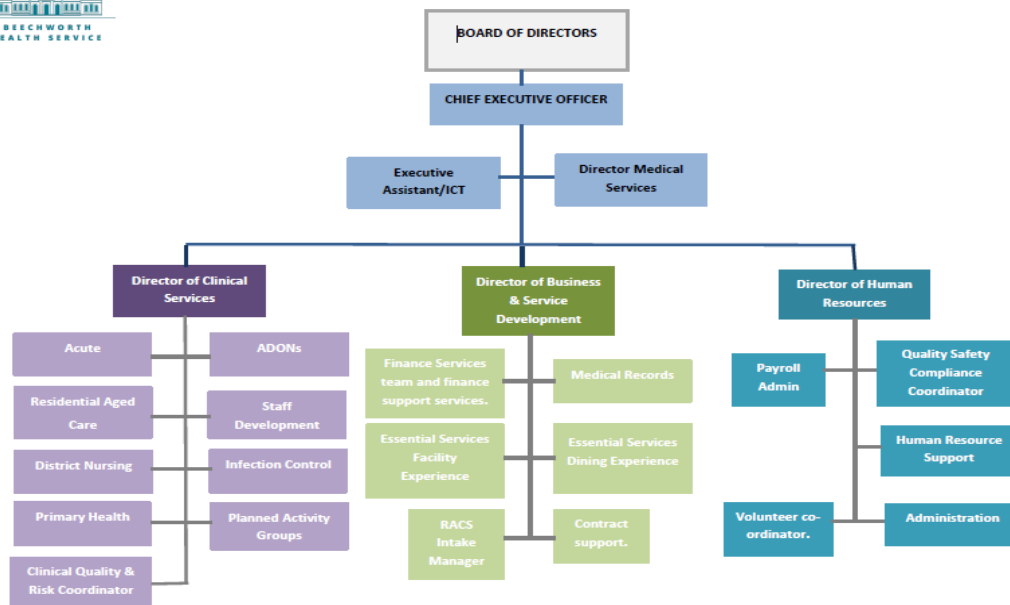 BEECHWORTH
EALTH SERVICE
BOARD OF DIRECTORS
CHIEF EXECUTIVE OFFICER
Executive
Assistant/ICT
Director Medical
Services
Director of Clinical
Services
Director of Business
& Service
Development
Director of Human
Resources
Acute
ADONs
Residential Aged
Care
Staff
Development
District Nursing
Infection Control
Primary Health
Planned Activity
Groups
Clinical Quality &
Risk Coordinator
Finance Services
team and finance
support services.
Medical Records
Essential Services
Facility
Experience
Essential Services
Dining Experience
RACS
Intake
Manager
Contract
support.
Payroll
Admin
Quality Safety
Compliance
Coordinator
Human Resource
Support
Volunteer co-
ordinator.
Administration